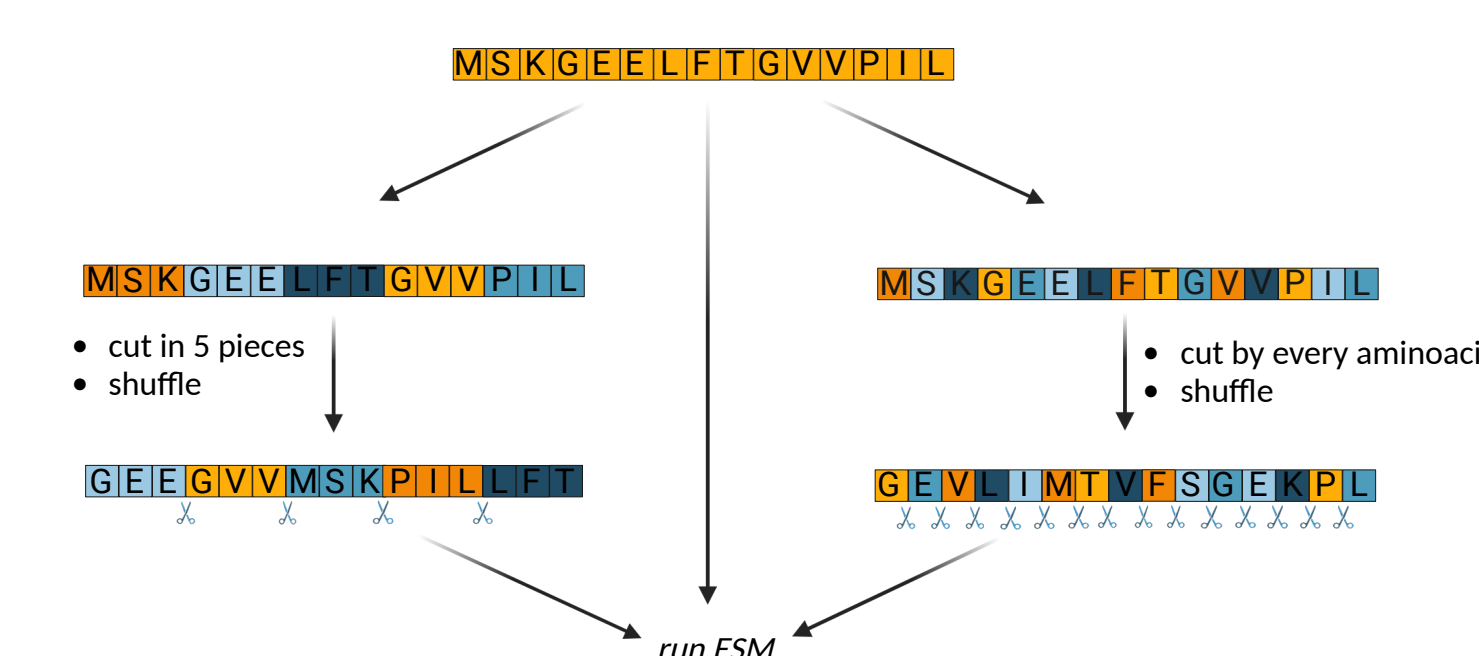 MSKGEELFTGVVPIL
MSKGEELFTGVVPIL
MSKGEELFTGVVPIL
• cut in 5 pieces
• shuffle
• cut by every aminoaci
• shuffle
GEEGVVMSKPILLFT
GEVLIMTVFSGEKPL
run ESM